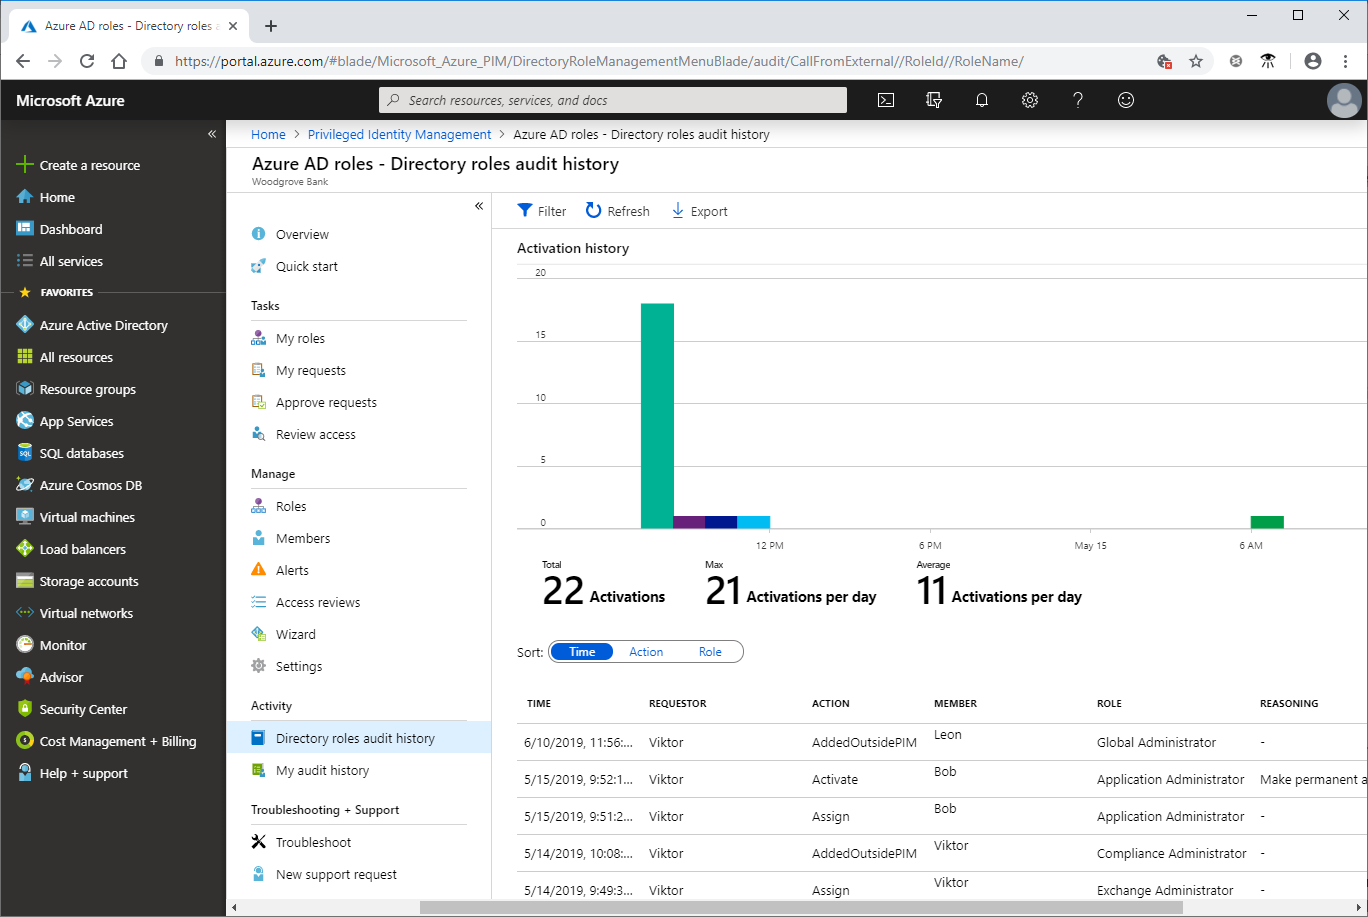 Azure AD roles - Directory roles a
https://portal.azure.com/#blade/Microsoft_Azure_PIM/DirectoryRoleManagementMenuBlade/audit/CallFromExternal//RoleId//RoleName/
Microsoft Azure
Search resources, services, and docs
Create a resource
Home
Dashboard
All services
FAVORITES
Azure Active Directory
All resources
Resource groups
App Services
SQL databases
Azure Cosmos DB
Virtual machines
Load balancers
Storage accounts
Virtual networks
Monitor
Advisor
Security Center
Cost Management + Billing
Help + support
Home > Privileged Identity Management > Azure AD roles - Directory roles audit history
Azure AD roles - Directory roles audit history
Woodgrove Bank
Overview
Quick start
Tasks
My roles
My requests
Approve requests
Review access
Manage
Roles
Members
Alerts
Access reviews
Wizard
Settings
Activity
Directory roles audit history
My audit history
Troubleshooting + Support
Troubleshoot
New support request
Filter Refresh Export
Activation history
20
15
10
5
0
12 PM 6 PM May 15 6 AM
Total Max Average
22 Activations 21 Activations per day 11 Activations per day
Sort: Time Action Role
TIME REQUESTOR ACTION MEMBER ROLE REASONING
6/10/2019, 11:56:... Viktor AddedOutsidePIM Leon Global Administrator -
5/15/2019, 9:52:1... Viktor Activate Bob Application Administrator Make permanent a
5/15/2019, 9:51:2... Viktor Assign Bob Application Administrator -
5/14/2019, 10:08:... Viktor AddedOutsidePIM Viktor Compliance Administrator -
5/14/2019, 9:49:3... Viktor Assign Viktor Exchange Administrator -